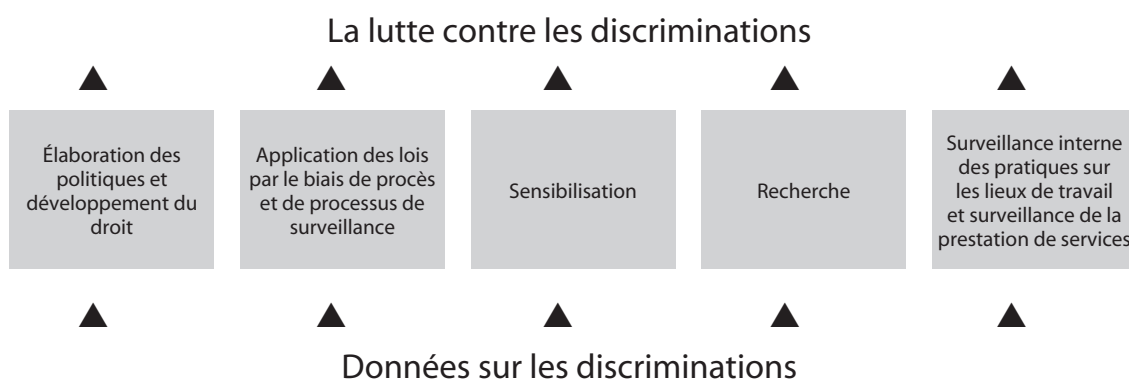 La lutte contre les discriminations
Élaboration des
politiques et
développement du
droit
Application des lois
par le biais de procès
et de processus de
surveillance
Sensibilisation
Recherche
Surveillance interne
des pratiques sur
les lieux de travail
et surveillance de la
prestation de services
Données sur les discriminations